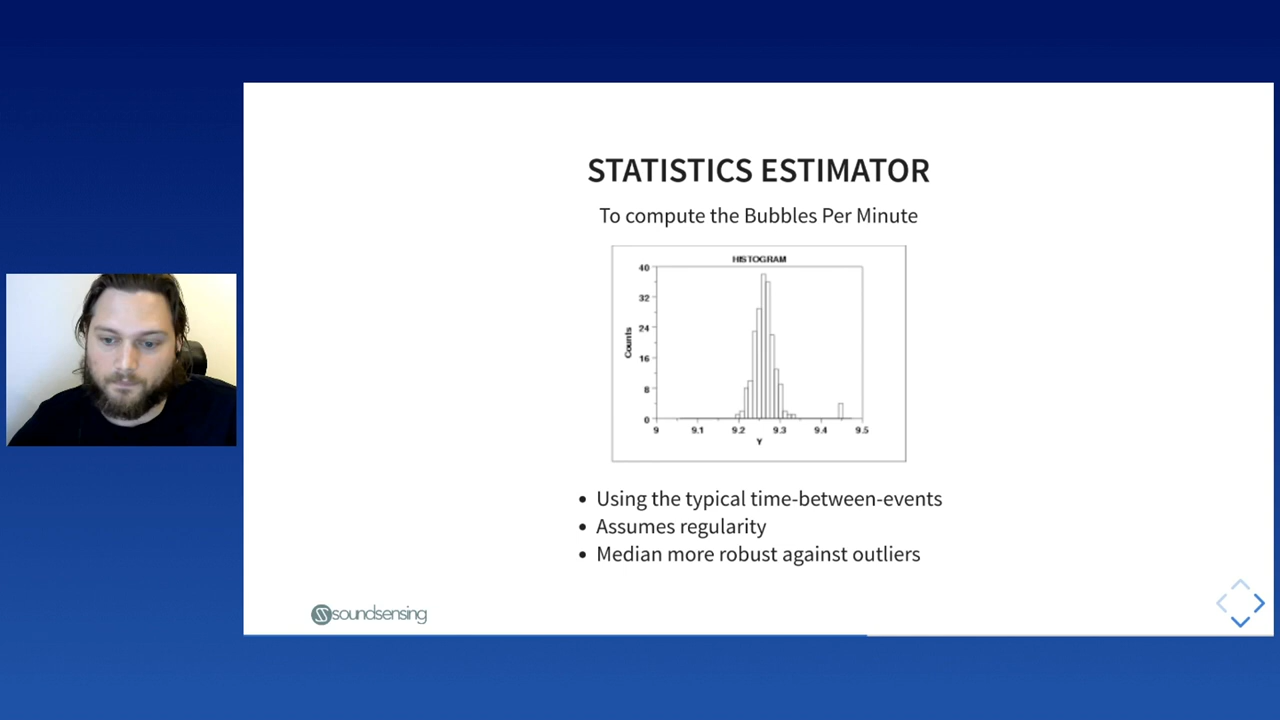 STATISTICS ESTIMATOR
To compute the Bubbles Per Minute
HISTOGRAM
40
32
24
16
8
0
Counts
9 9.1 9.2 9.3 9.4 9.5
Y
• Using the typical time-between-events
• Assumes regularity
• Median more robust against outliers
soundsensing